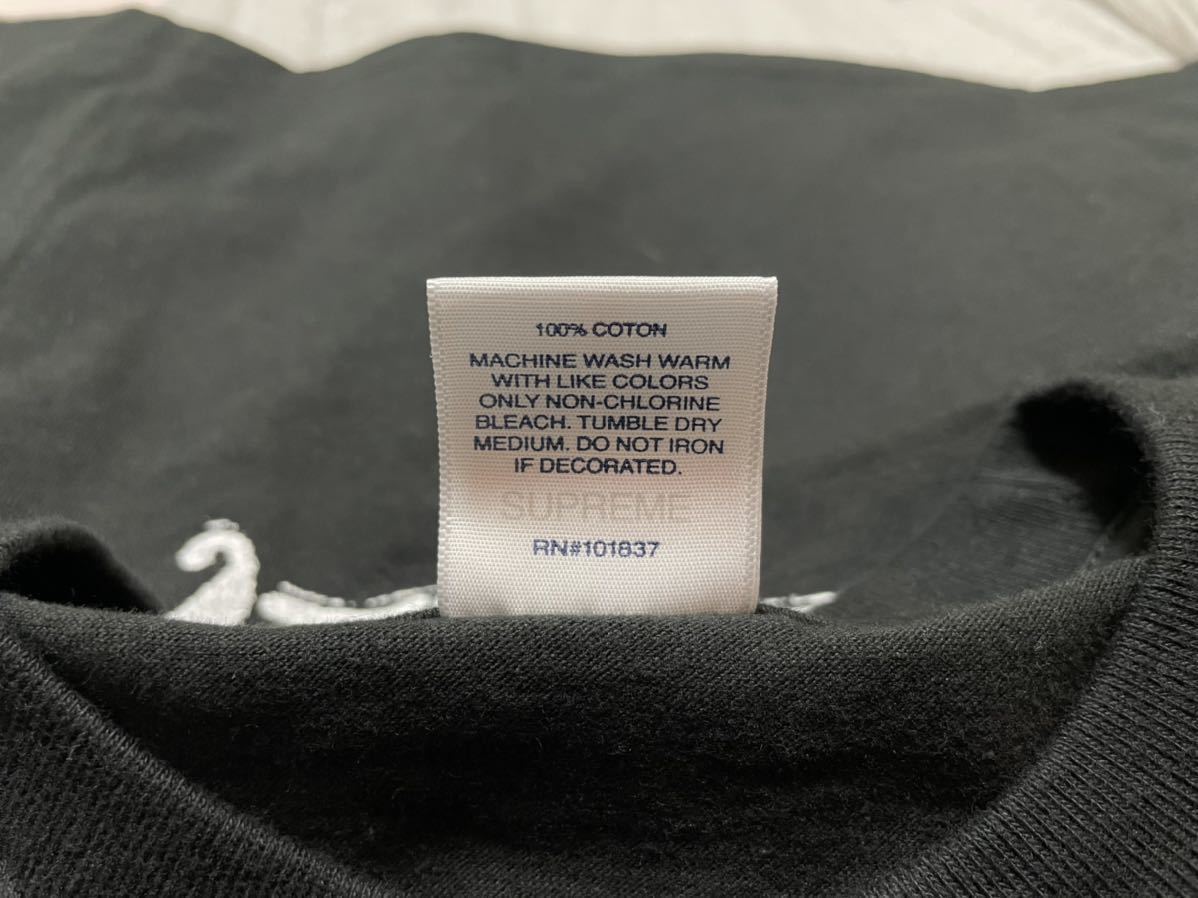 100% COTON
MACHINE WASH WARM
WITH LIKE COLORS
ONLY NON-CHLORINE
BLEACH. TUMBLE DRY
MEDIUM. DO NOT IRON
IF DECORATED.
SUPREME
RN#101837